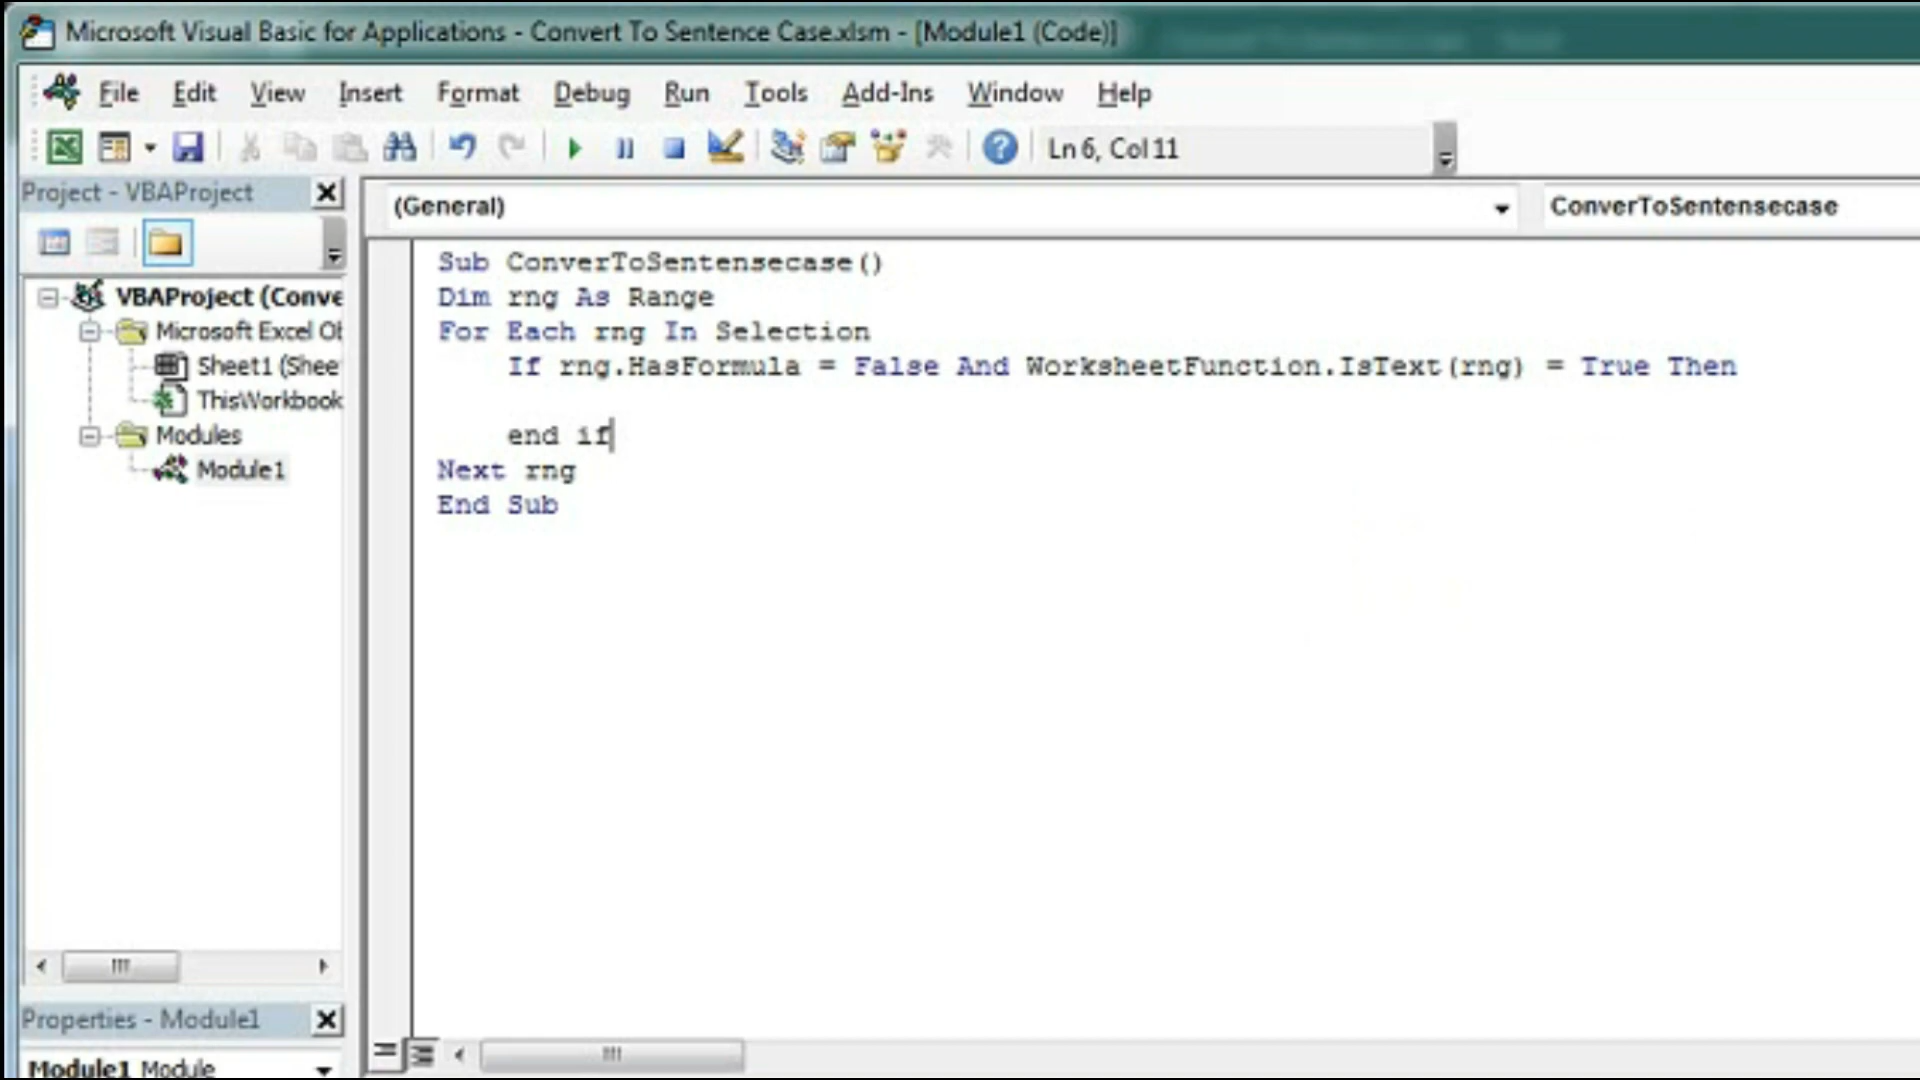 Microsoft Visual Basic for Applications - Convert To Sentence Case.xlsm - [Module1 (Code)]
File Edit View Insert Format Debug Run Tools Add-Ins Window Help
Ln 6, Col 11
Project - VBAProject
(General)
ConverToSentensecase
VBAProject (Conve
Microsoft Excel Ob
Sheet1 (Shee
ThisWorkbook
Modules
Module1
Sub ConverToSentensecase()
Dim rng As Range
For Each rng In Selection
If rng.HasFormula = False And WorksheetFunction.IsText(rng) = True Then
end if
Next rng
End Sub
Properties - Module1
Module1 Module